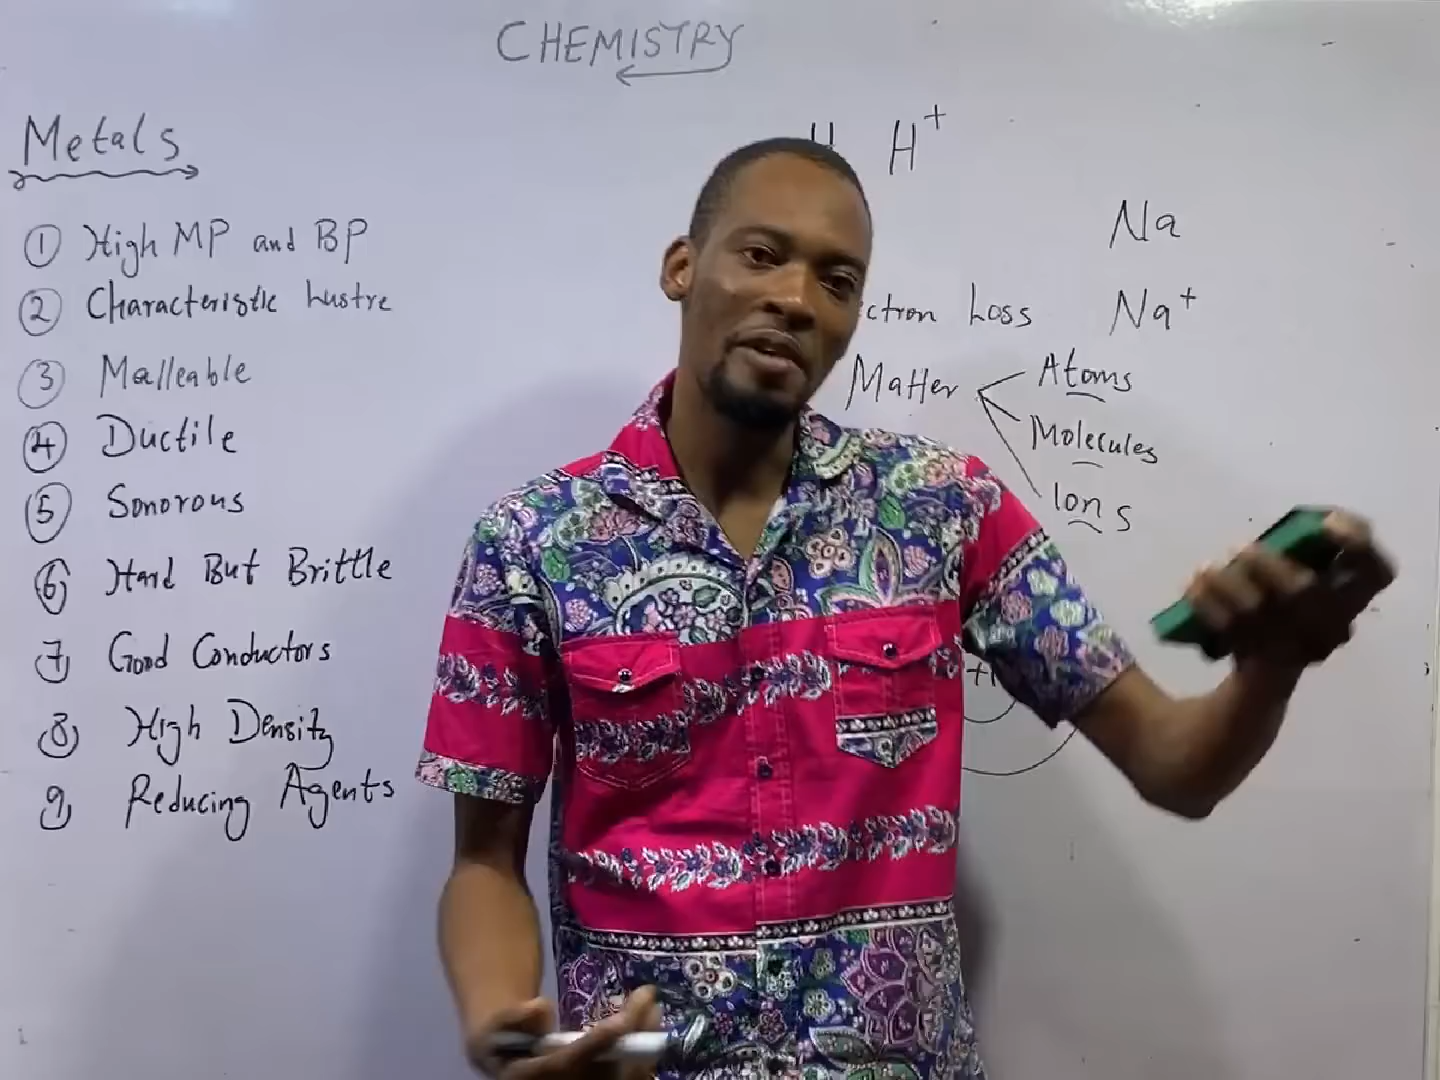 CHEMISTRY
Metals
① High MP and BP
② Characteristic Lustre
③ Malleable
④ Ductile
⑤ Sonorous
⑥ Hard But Brittle
⑦ Good Conductors
⑧ High Density
⑨ Reducing Agents
H H⁺
Na
ctron Loss Na⁺
Matter
Atoms
Molecules
Ions